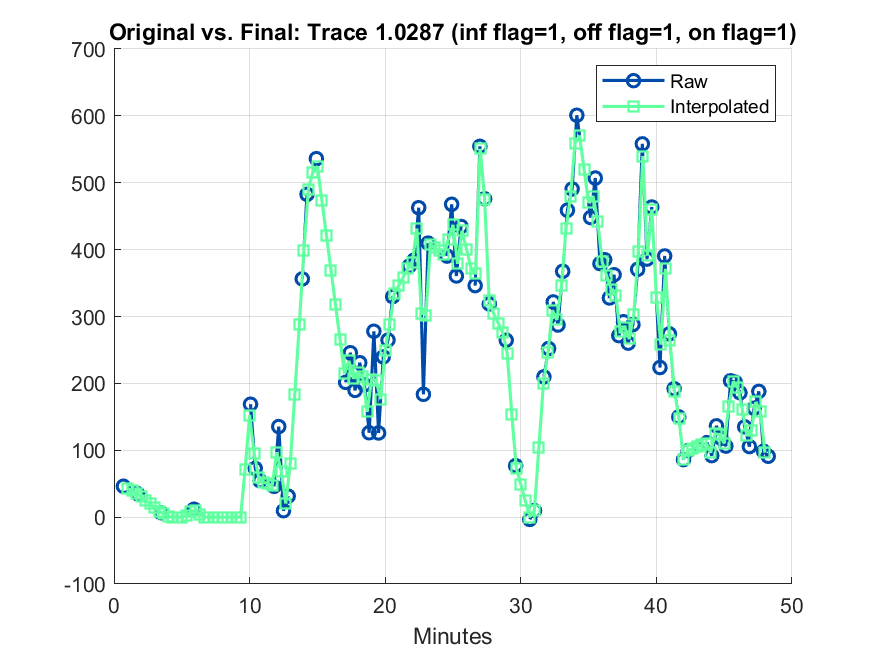 Original vs. Final: Trace 1.0287 (inf flag=1, off flag=1, on flag=1)
700
600
500
400
300
200
100
0
-100
0 10 20 30 40 50
Minutes
Raw
Interpolated